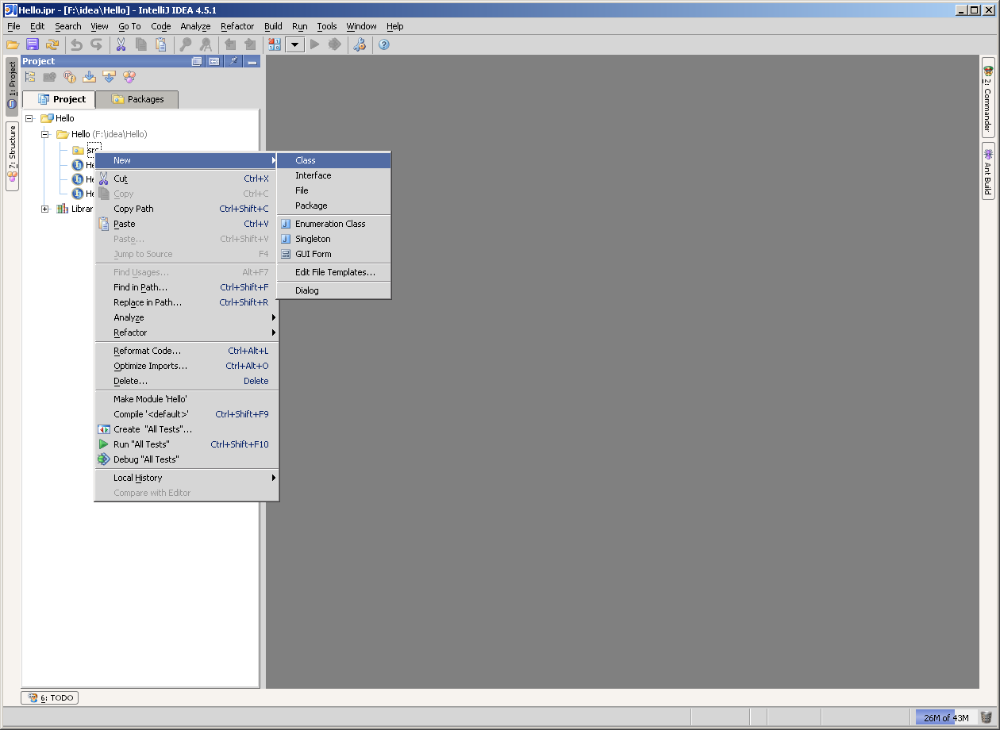 Hello.ipr - [F:\idea\Hello] - IntelliJ IDEA 4.5.1
File Edit Search View Go To Code Analyze Refactor Build Run Tools Window Help
Project
1: Project
7: Structure
2: Commander
Ant Build
Project Packages
Hello
Hello (F:\idea\Hello)
src
He
He
He
Librar
New
Cut Ctrl+X
Copy Ctrl+C
Copy Path Ctrl+Shift+C
Paste Ctrl+V
Paste... Ctrl+Shift+V
Jump to Source F4
Find Usages... Alt+F7
Find in Path... Ctrl+Shift+F
Replace in Path... Ctrl+Shift+R
Analyze
Refactor
Reformat Code... Ctrl+Alt+L
Optimize Imports... Ctrl+Alt+O
Delete... Delete
Make Module 'Hello'
Compile '<default>' Ctrl+Shift+F9
Create "All Tests"...
Run "All Tests" Ctrl+Shift+F10
Debug "All Tests"
Local History
Compare with Editor
Class
Interface
File
Package
Enumeration Class
Singleton
GUI Form
Edit File Templates...
Dialog
6: TODO
26M of 43M